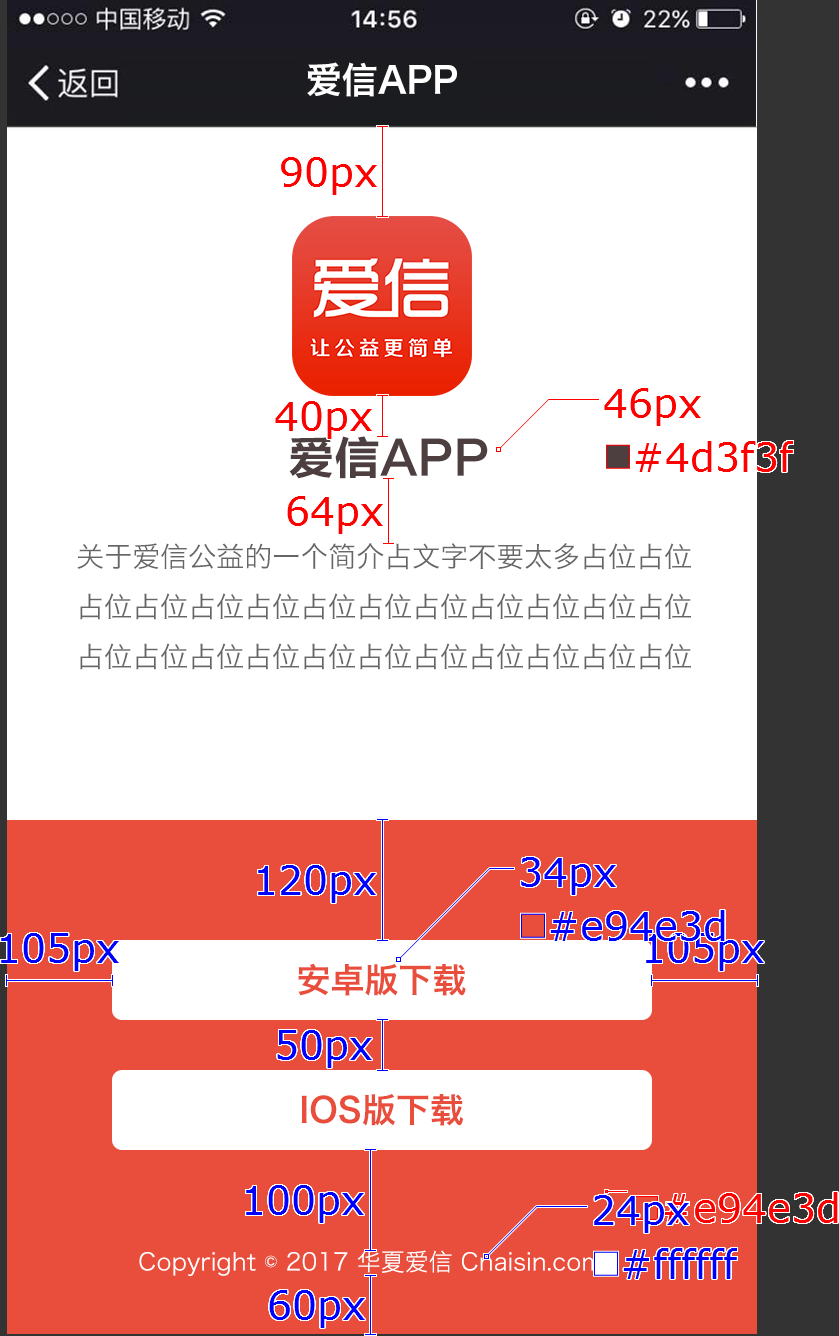 中国移动 14:56 22%
返回 爱信APP
90px
爱信
让公益更简单
40px
46px
爱信APP
#4d3f3f
64px
关于爱信公益的一个简介占文字不要太多占位占位
占位占位占位占位占位占位占位占位占位占位占位
占位占位占位占位占位占位占位占位占位占位占位
120px
34px
#e94e3d
105px
105px
安卓版下载
50px
IOS版下载
100px
24px
#e94e3d
Copyright © 2017 华夏爱信
#ffffff
60px